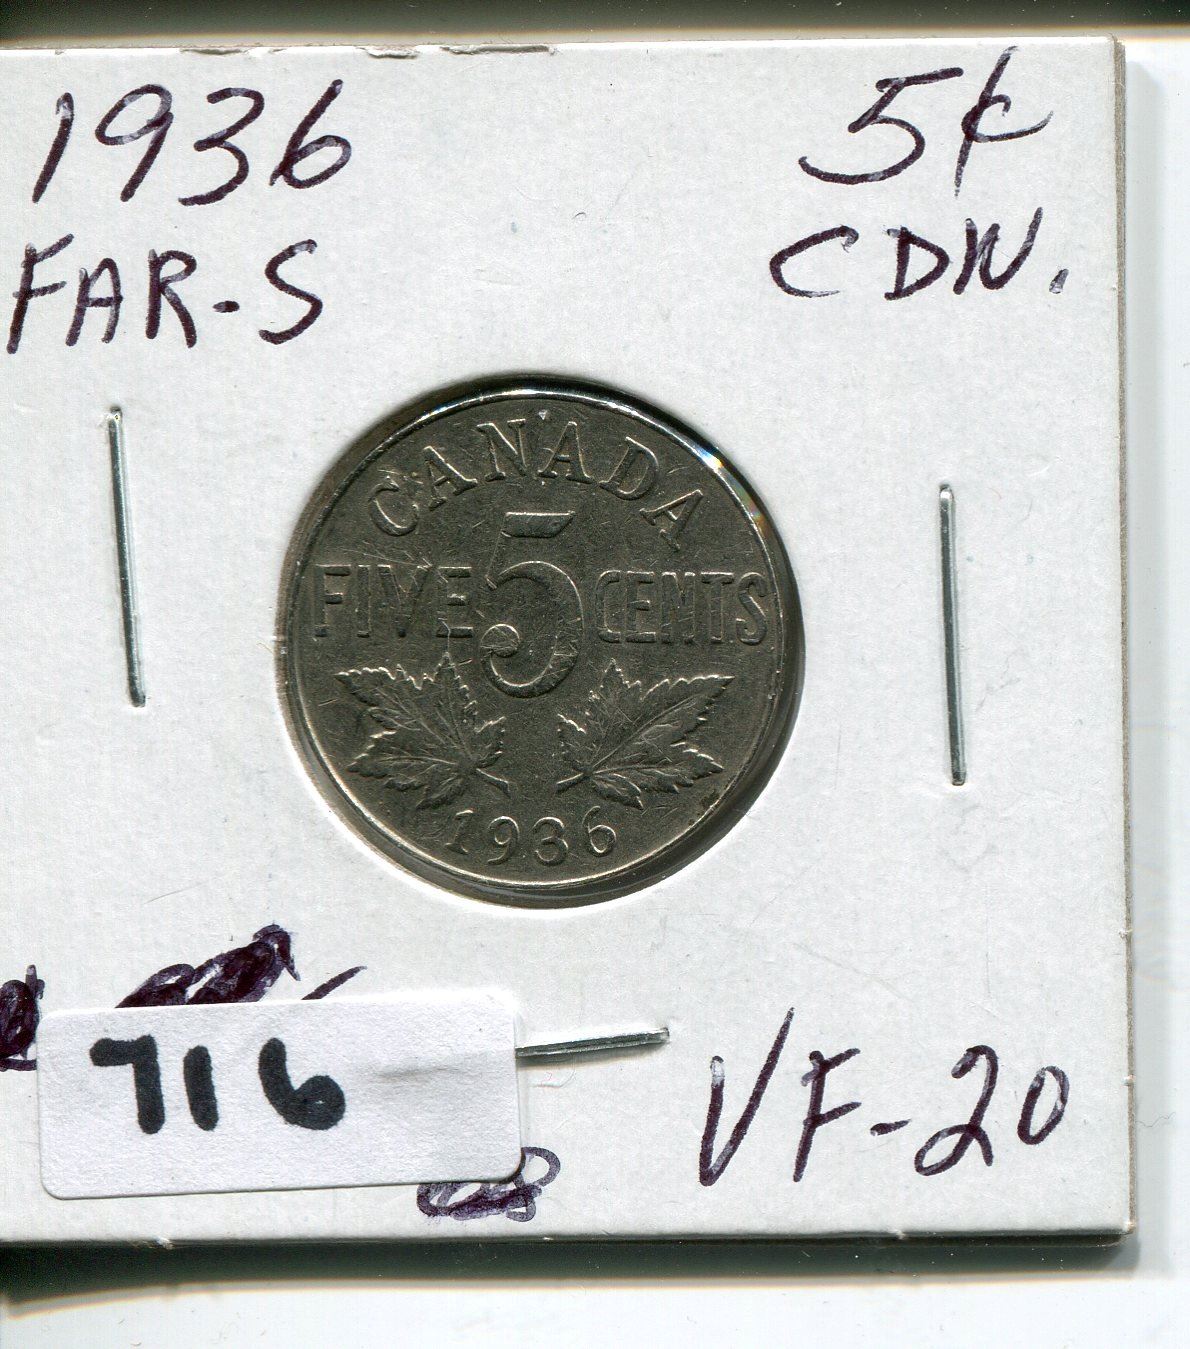 1936
5¢
FAR-S
CDN.
CANADA
FIVE 5 CENTS
1936
716
VF-20